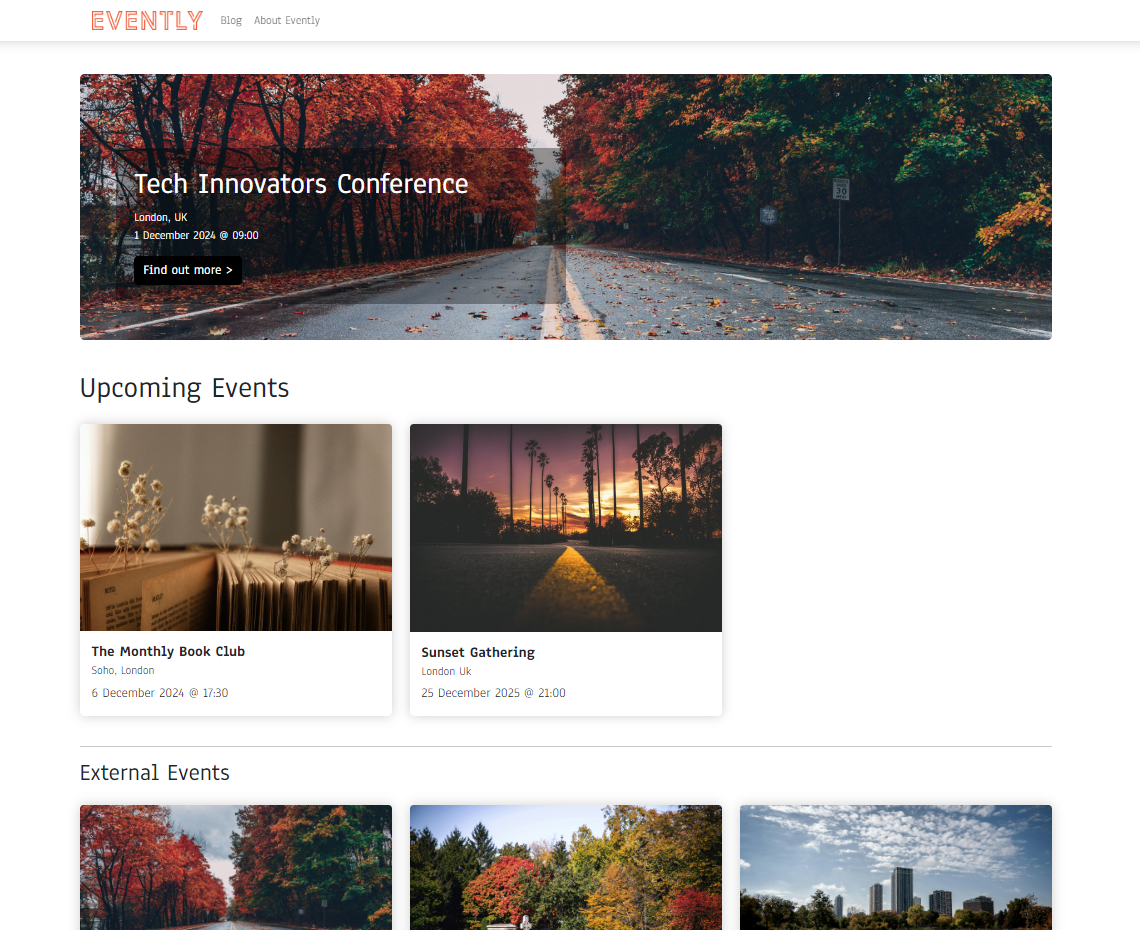 EVENTLY Blog About Evently
Tech Innovators Conference
London, UK
1 December 2024 @ 09:00
Find out more >
Upcoming Events
The Monthly Book Club
Soho, London
6 December 2024 @ 17:30
Sunset Gathering
London Uk
25 December 2025 @ 21:00
External Events